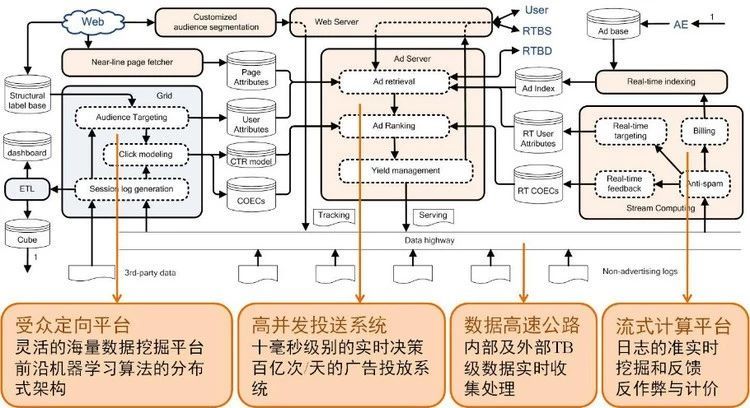 Web
Customized
audience segmentation
Web Server
User
RTBS
RTBD
Ad base
AE
1
Near-line page fetcher
Page
Attributes
Ad Server
Ad retrieval
Ad Index
Real-time indexing
Structural
label base
Grid
Audience Targeting
User
Attributes
Ad Ranking
RT User
Attributes
Real-time
targeting
Billing
dashboard
Click modeling
CTR model
Yield management
ETL
Session log generation
COECs
RT COECs
Real-time
feedback
Anti-spam
Stream Computing
Cube
1
Tracking
Serving
Data highway
3rd-party data
Non-advertising logs
受众定向平台
灵活的海量数据挖掘平台
前沿机器学习算法的分布
式架构
高并发投送系统
十毫秒级别的实时决策
百亿次/天的广告投放系
统
数据高速公路
内部及外部TB
级数据实时收
集处理
流式计算平台
日志的准实时
挖掘和反馈
反作弊与计价